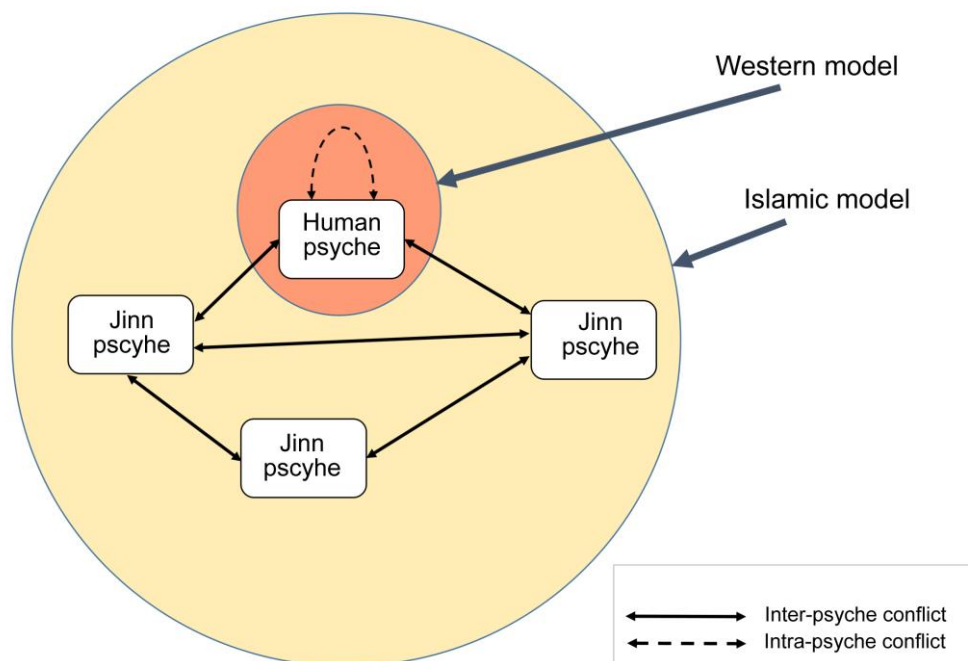 Western model
Islamic model
Human
psyche
Jinn
pscyhe
Jinn
pscyhe
Jinn
pscyhe
Inter-psyche conflict
Intra-psyche conflict